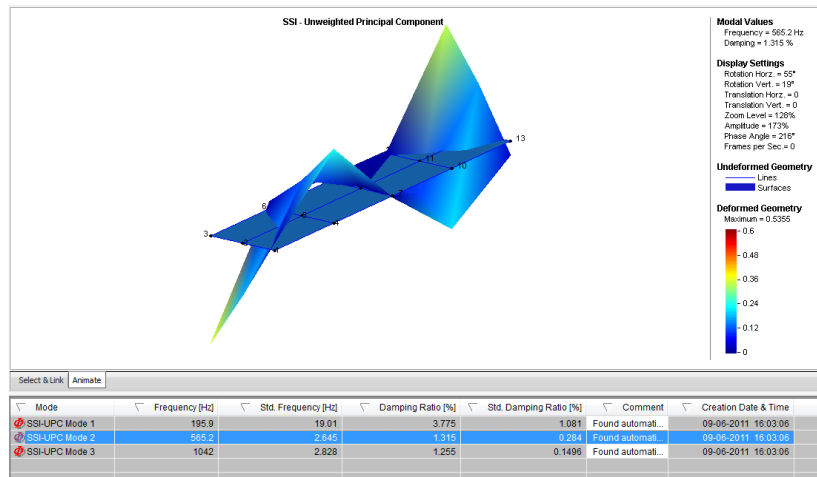 SSI - Unweighted Principal Component
Modal Values
Frequency = 565.2 Hz
Damping = 1.315 %
Display Settings
Rotation Horz. = 55°
Rotation Vert. = 19°
Translation Horz. = 0
Translation Vert. = 0
Zoom Level = 128%
Amplitude = 173%
Phase Angle = 216°
Frames per Sec.= 0
Undeformed Geometry
Lines
Surfaces
Deformed Geometry
Maximum = 0.5355
0.6
0.48
0.36
0.24
0.12
0
13
11
10
7
6
4
3
Select & Link Animate
Mode Frequency [Hz] Std. Frequency [Hz] Damping Ratio [%] Std. Damping Ratio [%] Comment Creation Date & Time
SSI-UPC Mode 1 195.9 19.01 3.775 1.081 Found automati... 09-06-2011 16:03:06
SSI-UPC Mode 2 565.2 2.645 1.315 0.284 Found automati... 09-06-2011 16:03:06
SSI-UPC Mode 3 1042 2.828 1.255 0.1496 Found automati... 09-06-2011 16:03:06